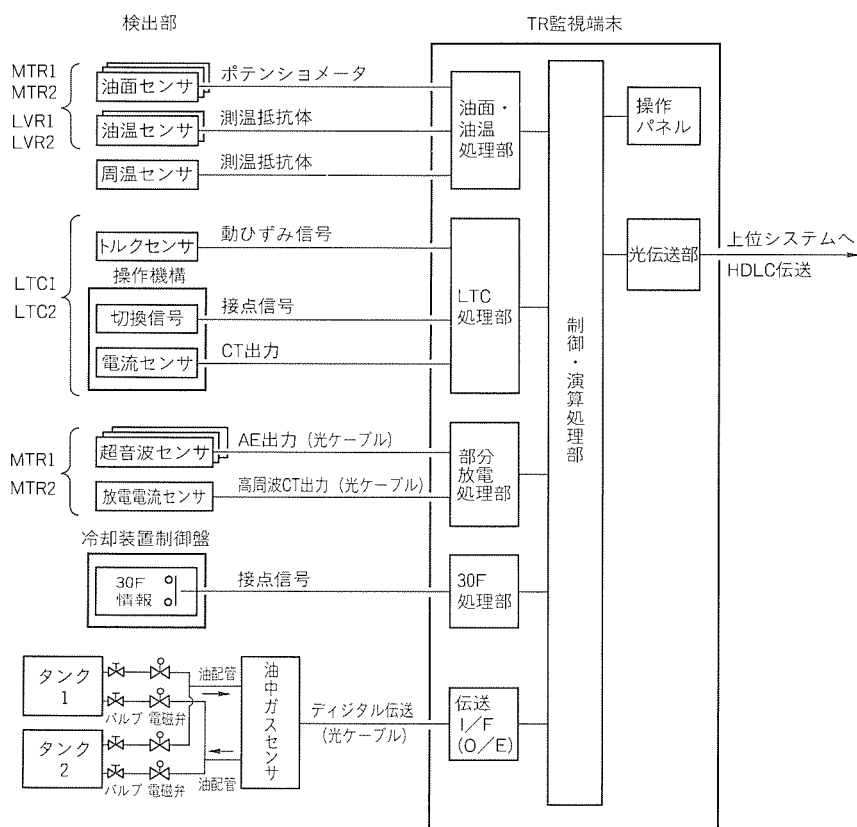 検出部
TR監視端末
MTR1
MTR2
LVR1
LVR2
油面センサ
ポテンショメータ
油温センサ
測温抵抗体
周温センサ
測温抵抗体
油面・
油温
処理部
操作
パネル
LTC1
LTC2
トルクセンサ
動ひずみ信号
操作機構
切換信号
接点信号
電流センサ
CT出力
LTC
処理部
制御・演算処理部
光伝送部
上位システムへ
HDLC伝送
MTR1
MTR2
超音波センサ
AE出力(光ケーブル)
放電電流センサ
高周波CT出力(光ケーブル)
部分
放電
処理部
冷却装置制御盤
30F
情報
接点信号
30F
処理部
タンク
1
バルブ
電磁弁
油配管
タンク
2
バルブ
電磁弁
油配管
油中ガスセンサ
ディジタル伝送
(光ケーブル)
伝送
I/F
(O/E)